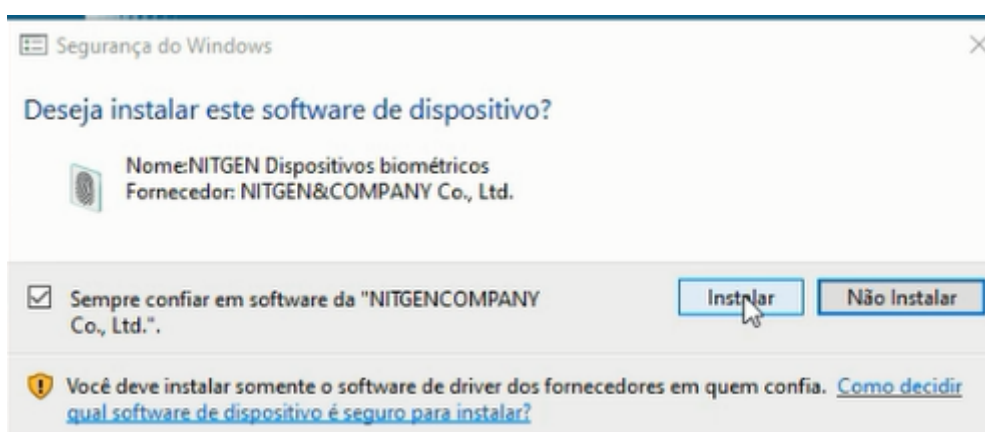 Segurança do Windows
Deseja instalar este software de dispositivo?
Nome:NITGEN Dispositivos biométricos
Fornecedor: NITGEN&COMPANY Co., Ltd.
Sempre confiar em software da "NITGENCOMPANY
Co., Ltd.".
Instalar
Não Instalar
Você deve instalar somente o software de driver dos fornecedores em quem confia. Como decidir
qual software de dispositivo é seguro para instalar?